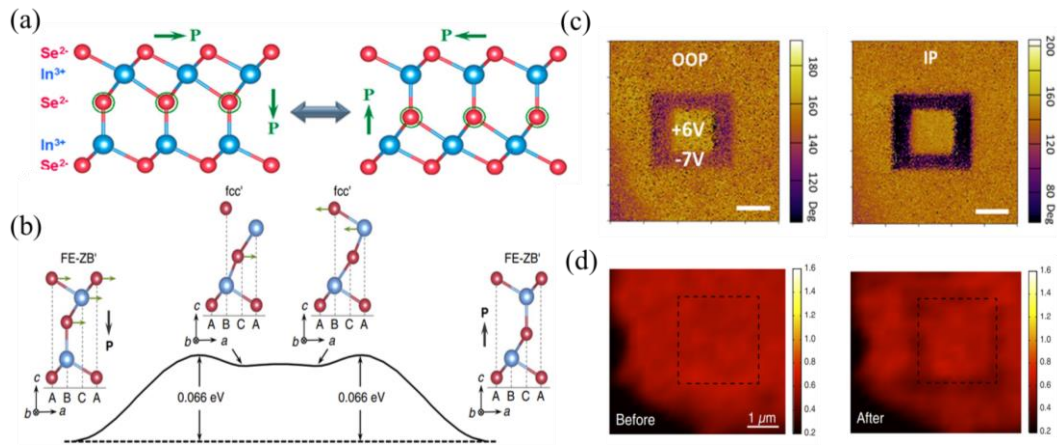 (a)
P
P
Se²⁻
In³⁺
Se²⁻
In³⁺
Se²⁻
P
P
(b)
FE-ZB'
fcc'
fcc'
FE-ZB'
P
P
c
b
a
A B C A
c
b
a
A B C A
c
b
a
A B C A
c
b
a
A B C A
0.066 eV
0.066 eV
(c)
OOP
+6V
-7V
180
160
140
120
Deg
IP
200
160
120
80
Deg
(d)
Before
1 µm
1.6
1.4
1.2
1.0
0.8
0.6
0.4
0.2
After
1.6
1.4
1.2
1.0
0.8
0.6
0.4
0.2